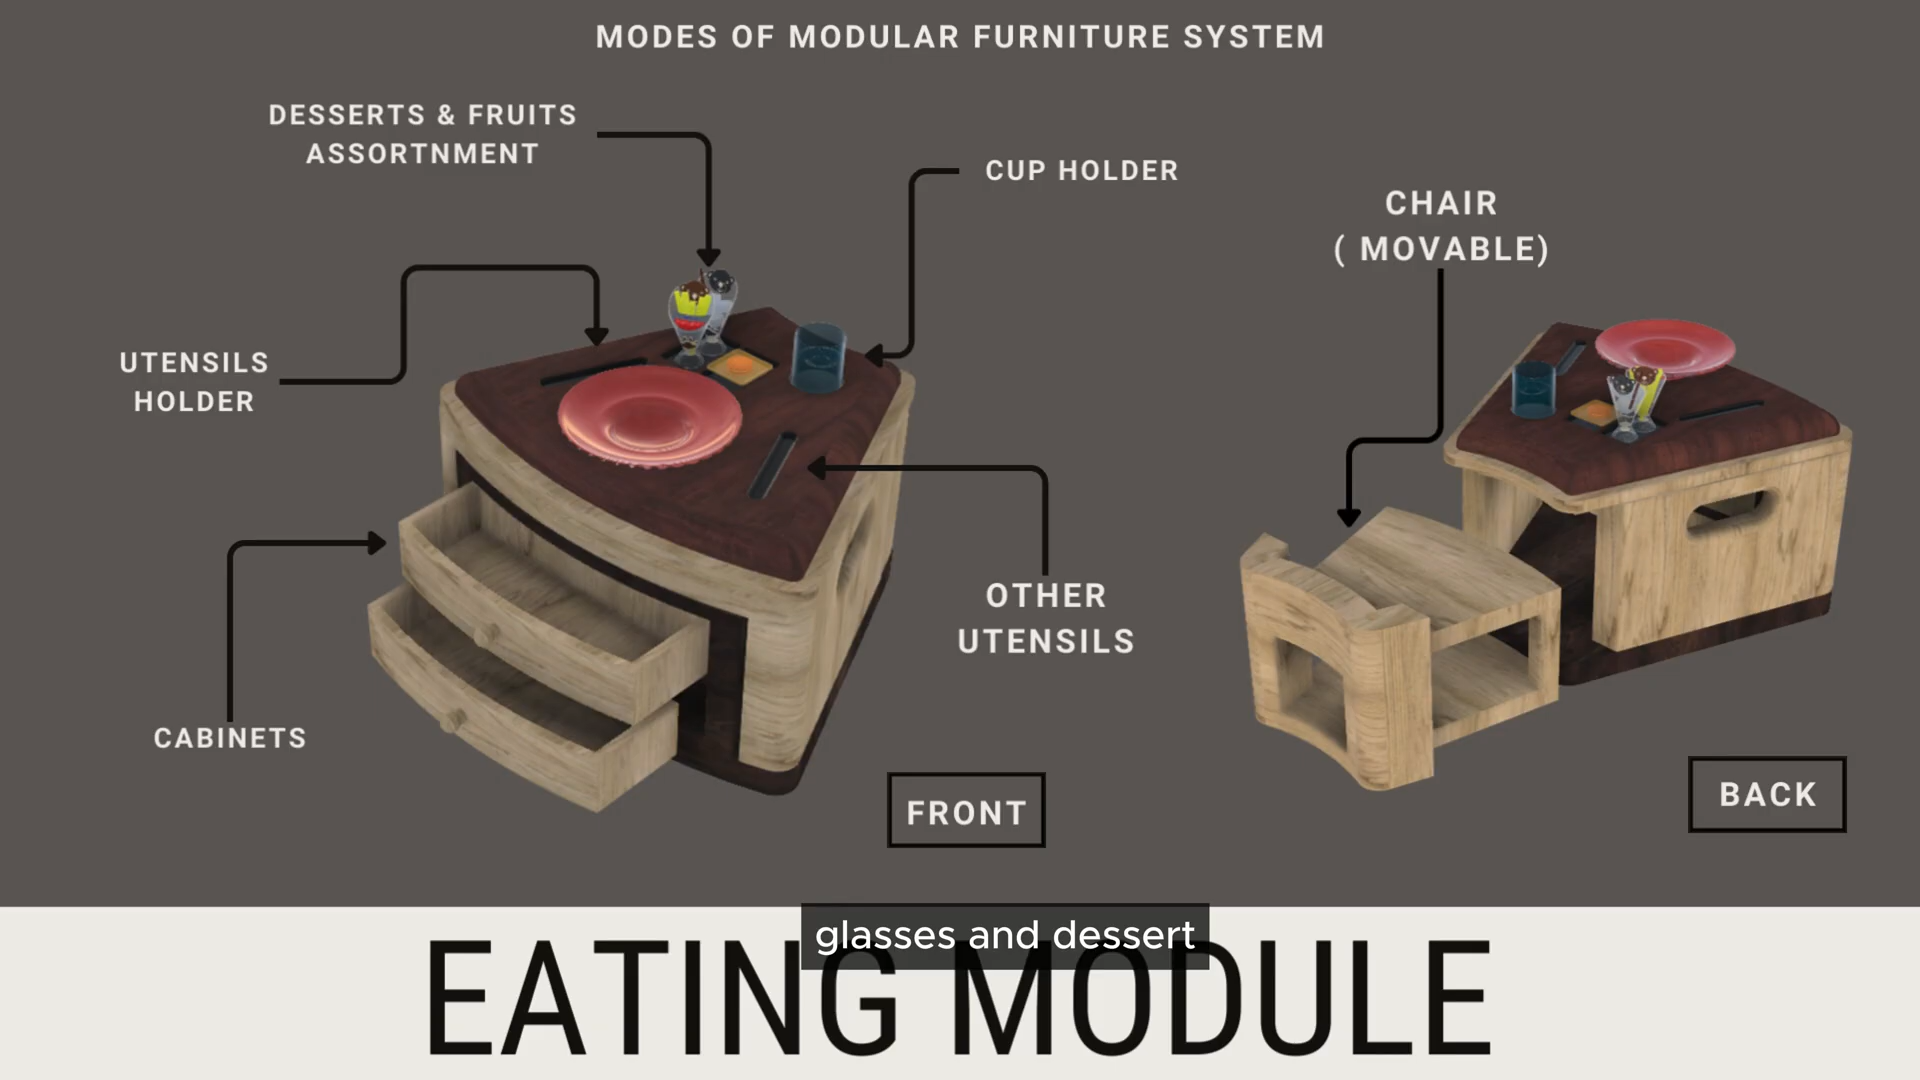 MODES OF MODULAR FURNITURE SYSTEM
DESSERTS & FRUITS
ASSORTNMENT
CUP HOLDER
CHAIR
( MOVABLE)
UTENSILS
HOLDER
OTHER
UTENSILS
CABINETS
FRONT
BACK
glasses and dessert
EATING MODULE